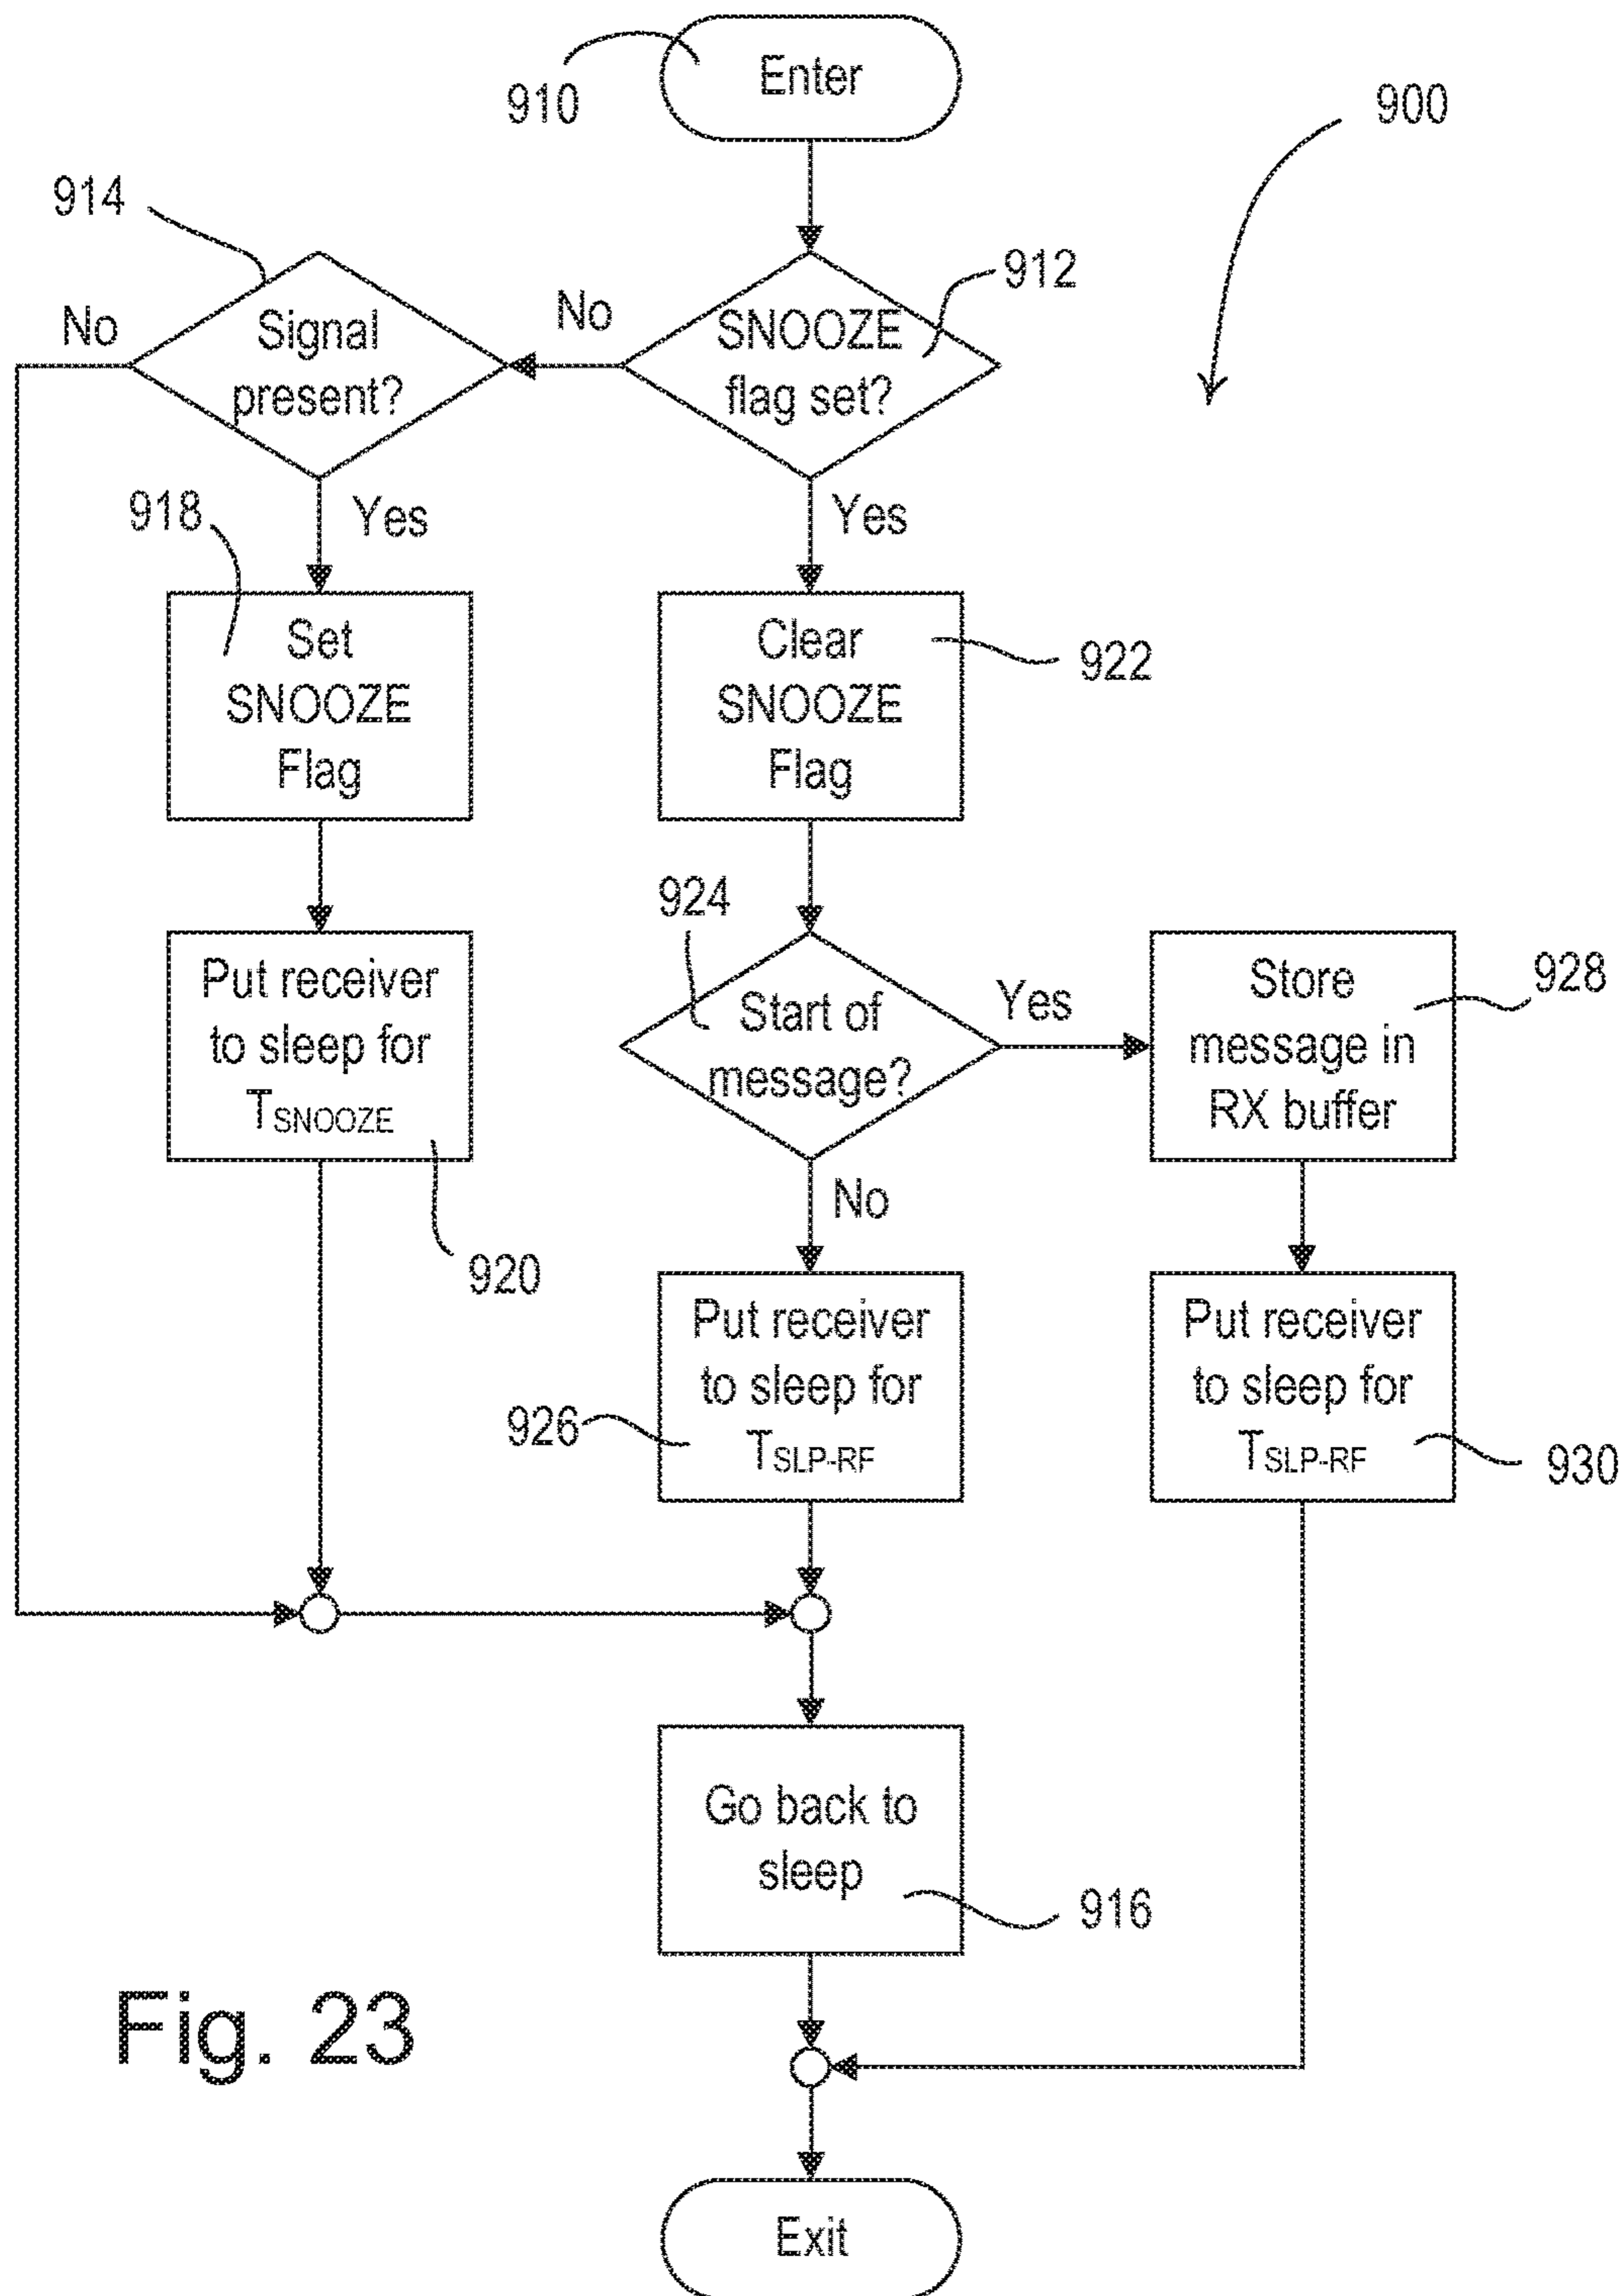 Enter
910
900
914
912
No
Signal
present?
No
SNOOZE
flag set?
918
Yes
Yes
Set
SNOOZE
Flag
Clear
SNOOZE
Flag
922
924
Put receiver
to sleep for
TSNOOZE
Start of
message?
Yes
Store
message in
RX buffer
928
No
920
Put receiver
to sleep for
TSLP-RF
926
Put receiver
to sleep for
TSLP-RF
930
Go back to
sleep
916
Fig. 23
Exit